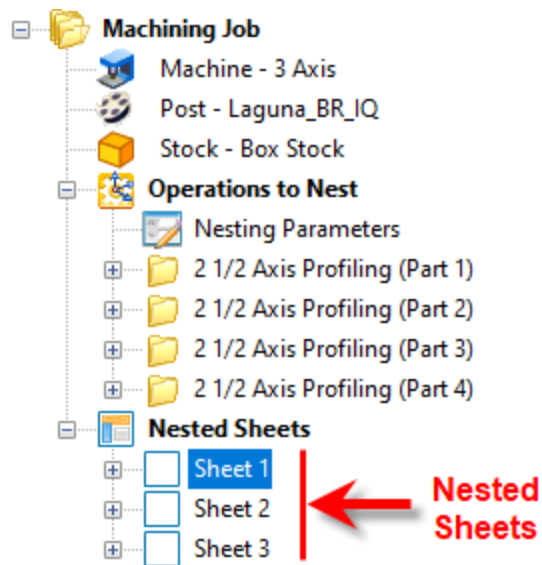 Machining Job
Machine - 3 Axis
Post - Laguna_BR_IQ
Stock - Box Stock
Operations to Nest
Nesting Parameters
2 1/2 Axis Profiling (Part 1)
2 1/2 Axis Profiling (Part 2)
2 1/2 Axis Profiling (Part 3)
2 1/2 Axis Profiling (Part 4)
Nested Sheets
Sheet 1
Sheet 2
Sheet 3
Nested
Sheets